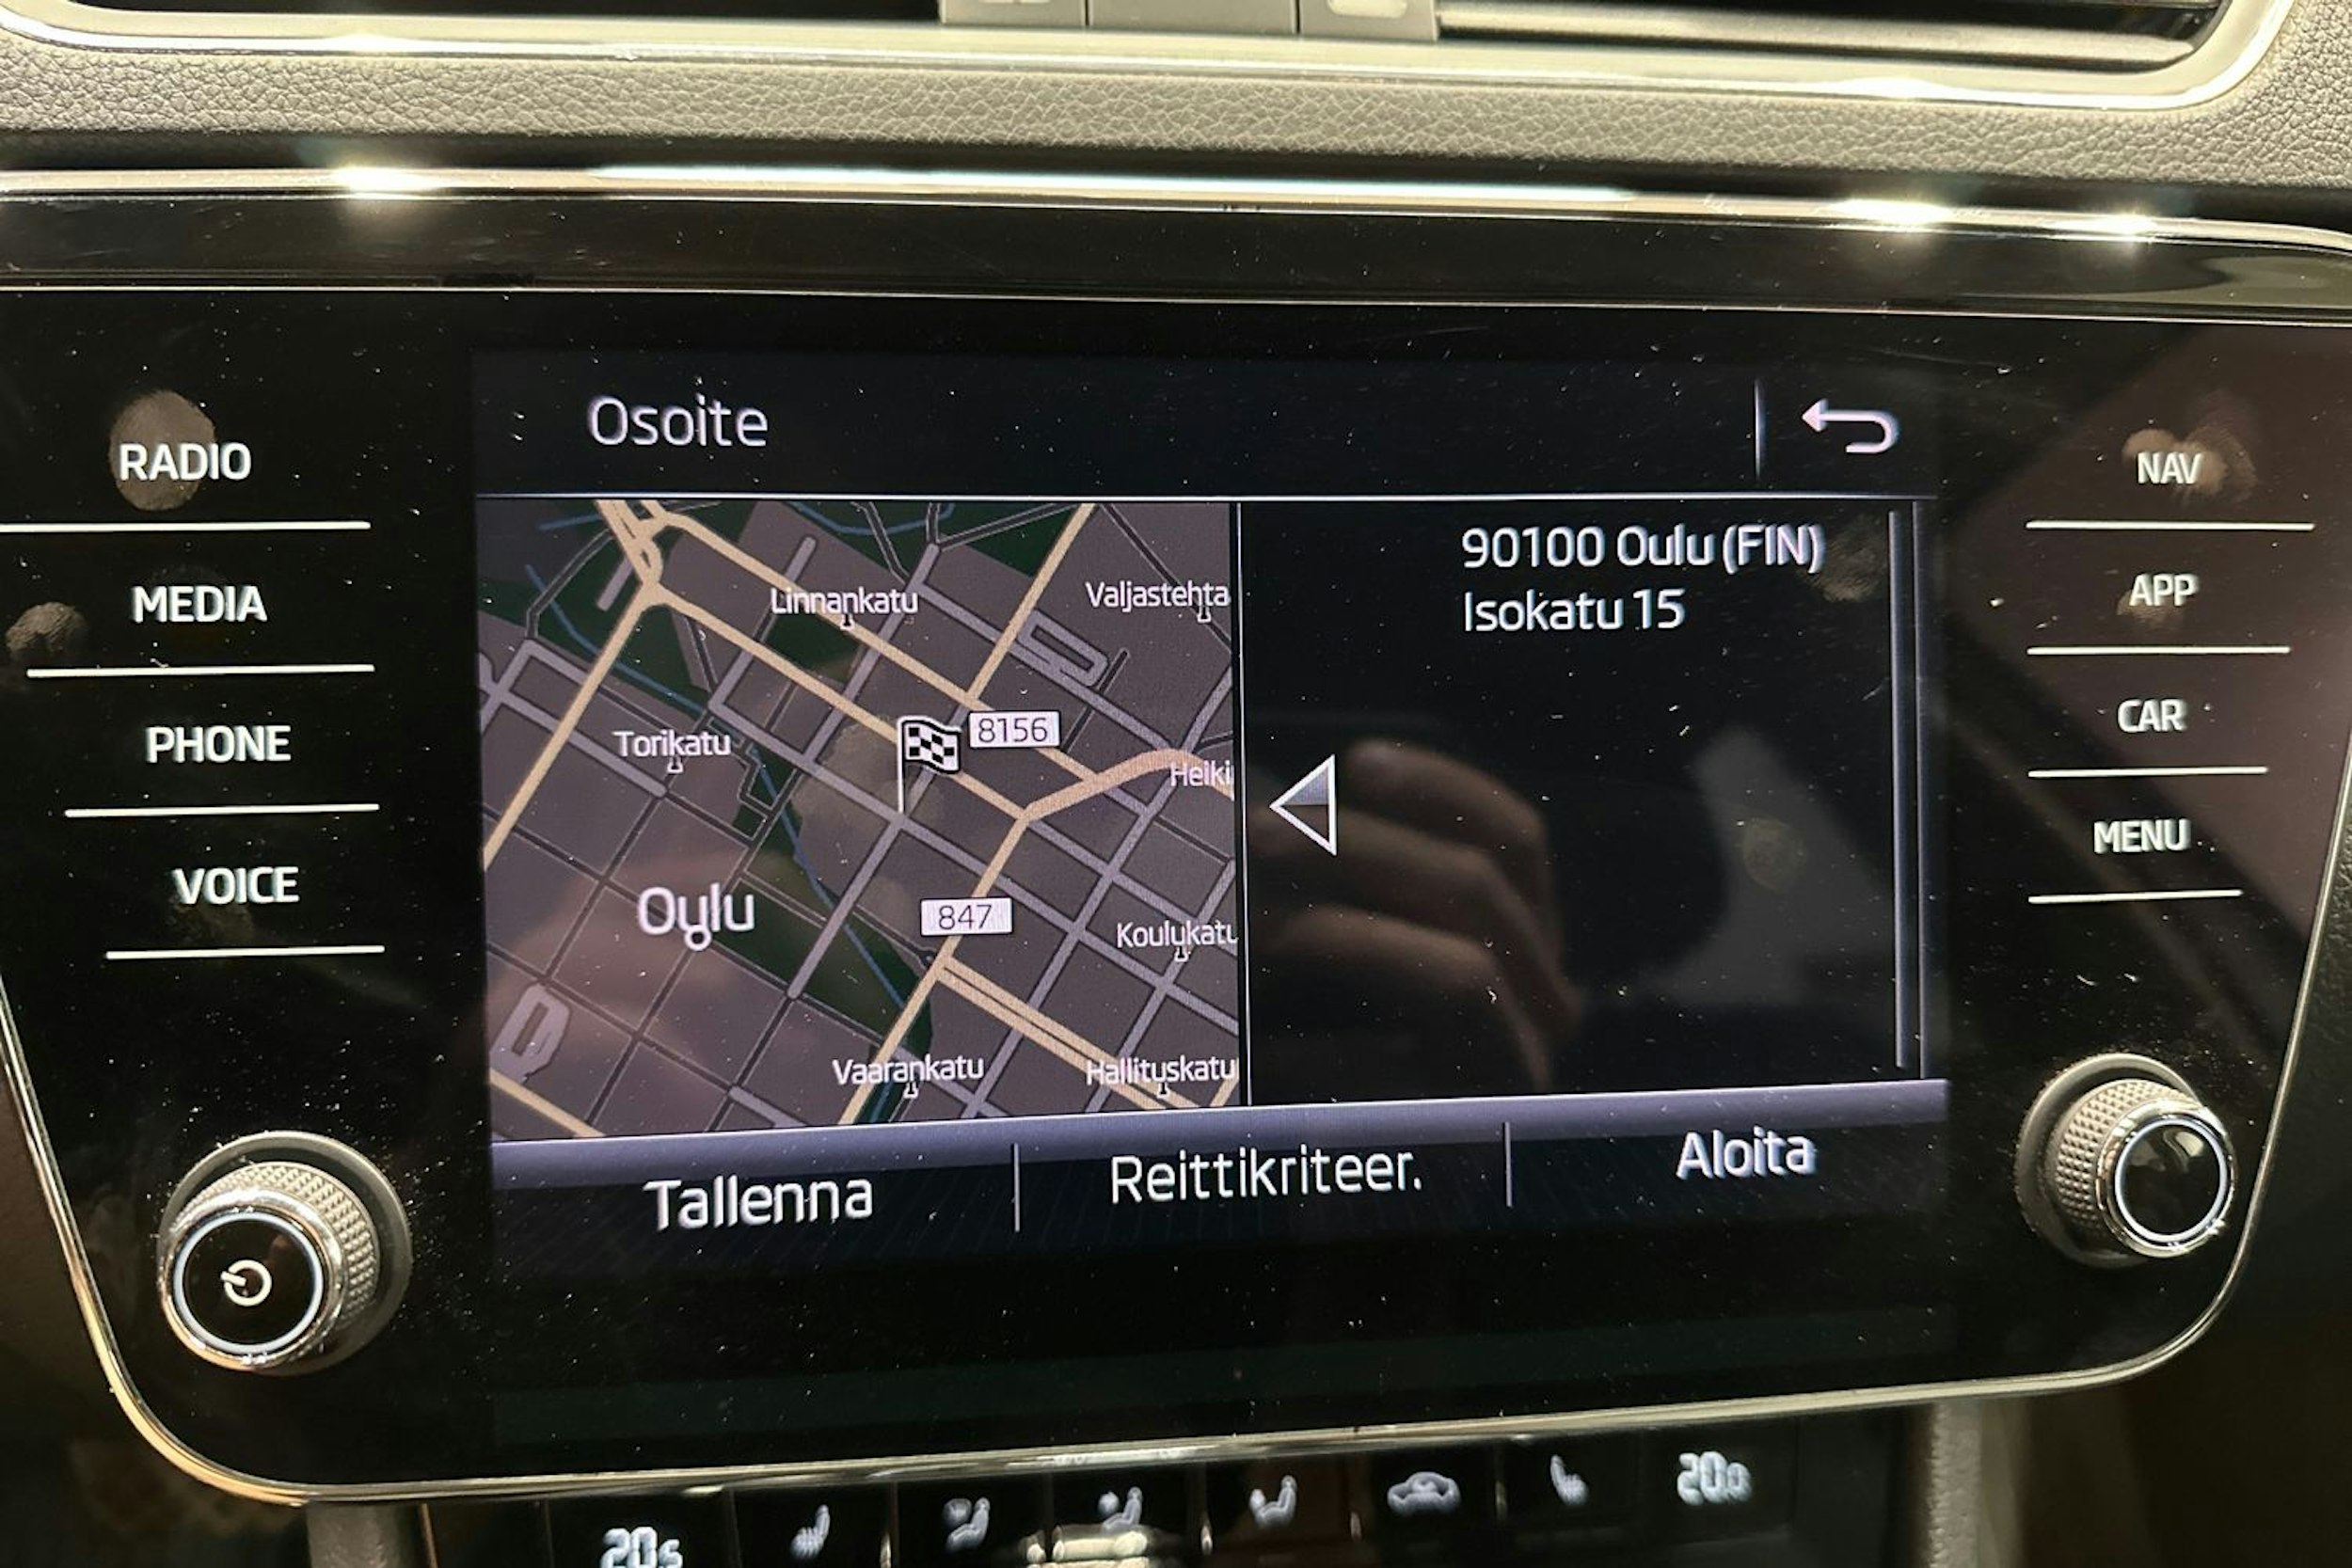 Osoite
RADIO
MEDIA
PHONE
VOICE
NAV
APP
CAR
MENU
90100 Oulu (FIN)
Isokatu 15
Linnankatu
Valjastehta
Torikatu
8156
Heiki
Oulu
847
Koulukatu
Vaarankatu
Hallituskatu
Tallenna
Reittikriteer.
Aloita
20.5
20.0